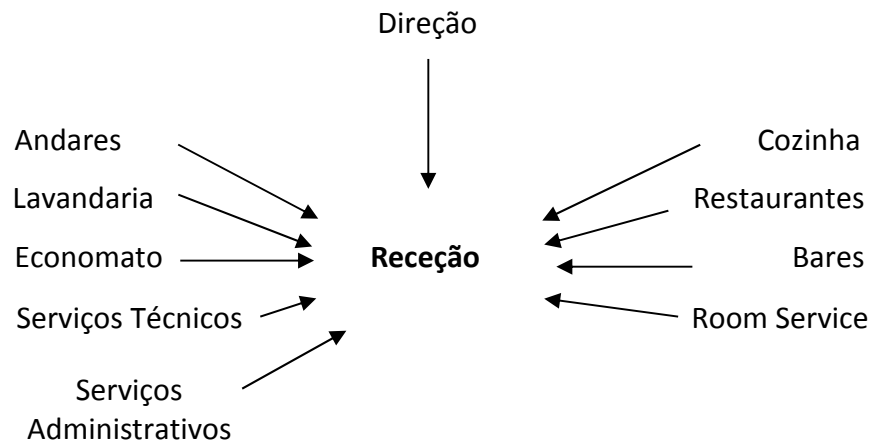 Direção
Andares
Cozinha
Lavandaria
Restaurantes
Economato
Receção
Bares
Serviços Técnicos
Room Service
Serviços
Administrativos